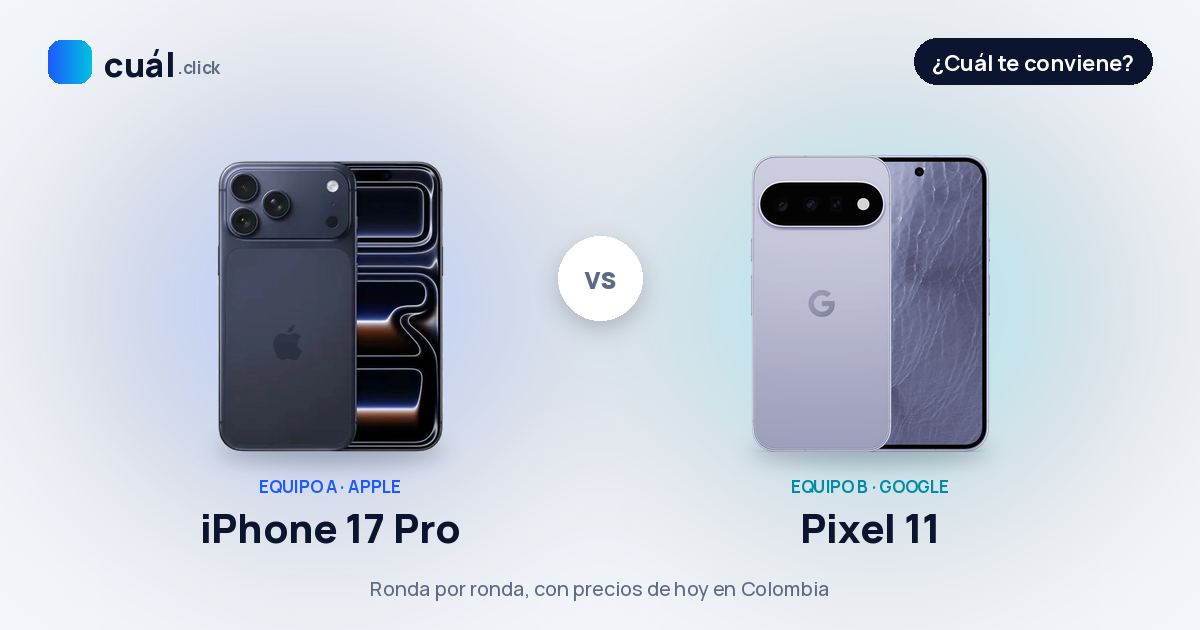 cuál.click
¿Cuál te conviene?
VS
EQUIPO A · APPLE
iPhone 17 Pro
EQUIPO B · GOOGLE
Pixel 11
Ronda por ronda, con precios de hoy en Colombia